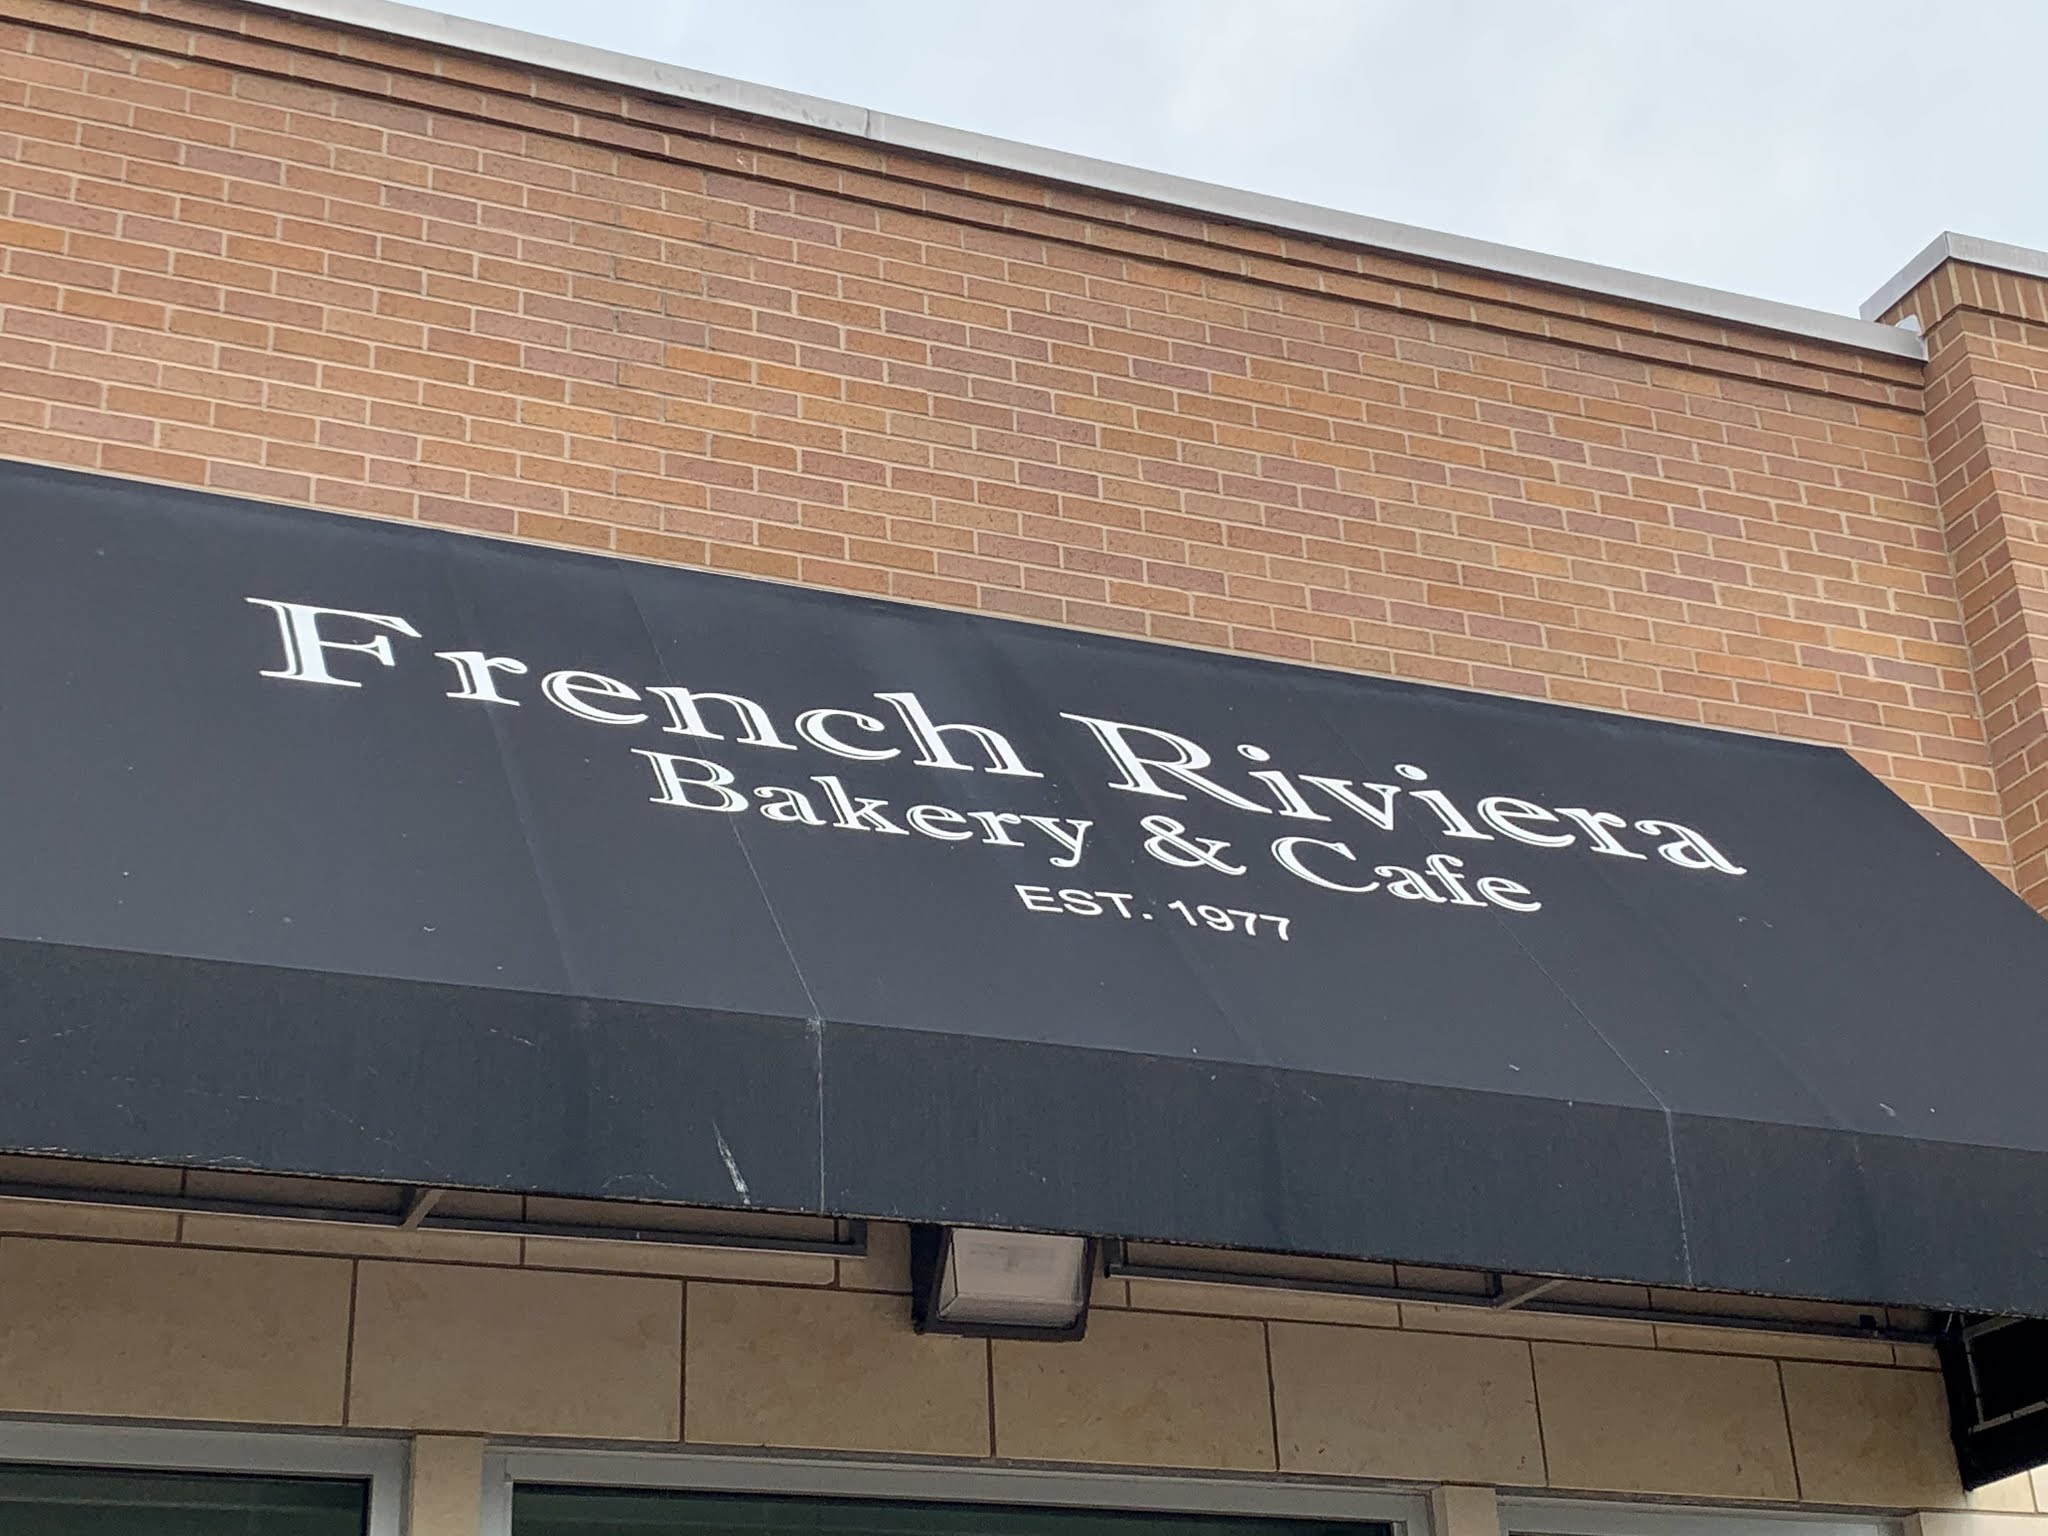 French Riviera
Bakery & Cafe
EST. 1977